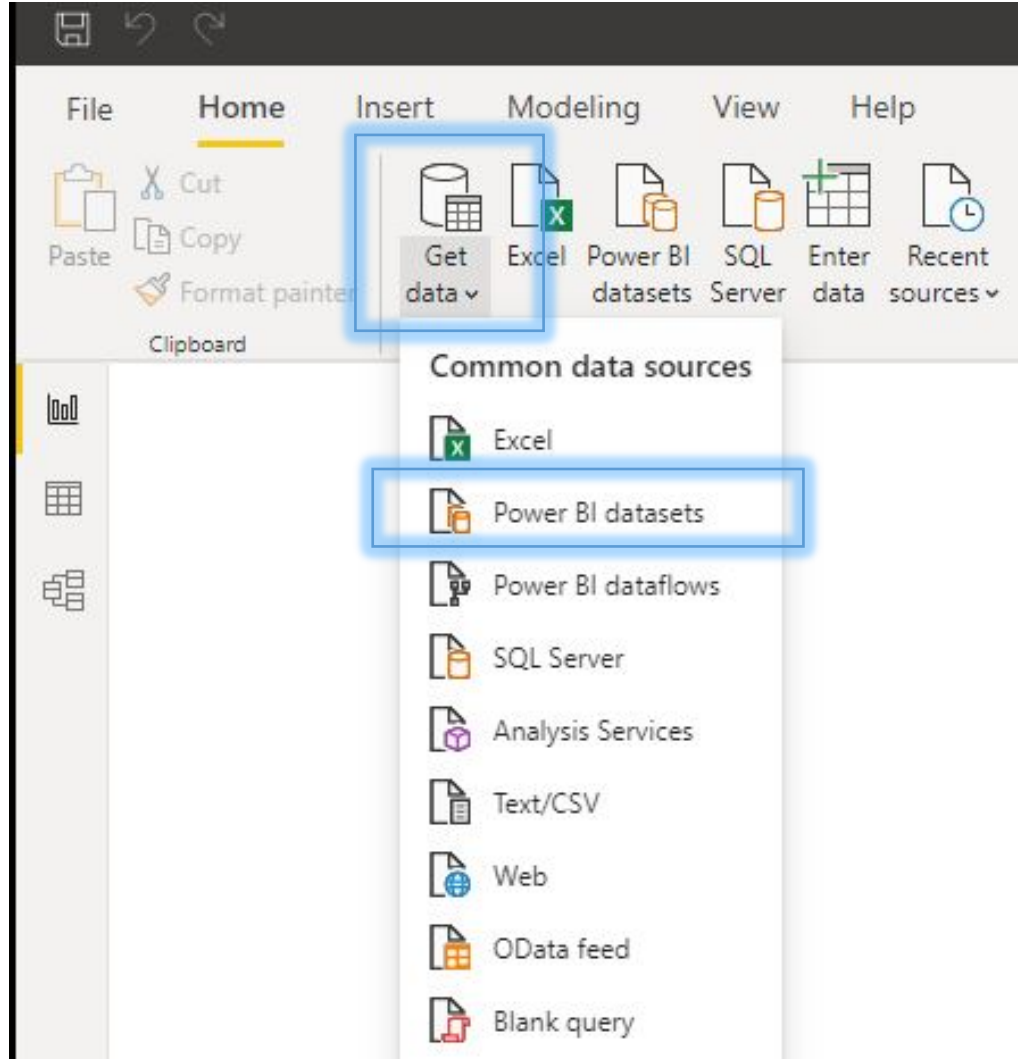 File Home Insert Modeling View Help
Paste
Cut
Copy
Format painter
Clipboard
Get data
Excel
Power BI datasets
SQL Server
Enter data
Recent sources
Common data sources
Excel
Power BI datasets
Power BI dataflows
SQL Server
Analysis Services
Text/CSV
Web
OData feed
Blank query